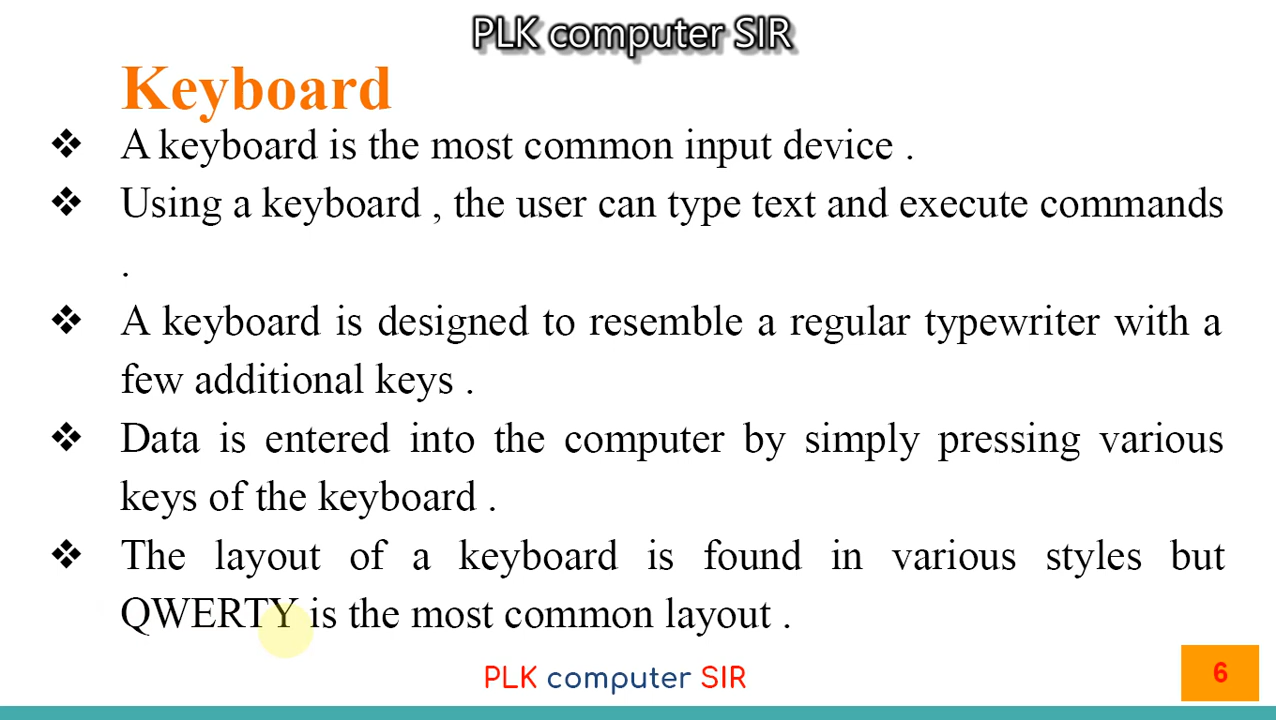 PLK computer SIR
Keyboard
❖ A keyboard is the most common input device .
❖ Using a keyboard , the user can type text and execute commands
.
❖ A keyboard is designed to resemble a regular typewriter with a
few additional keys .
❖ Data is entered into the computer by simply pressing various
keys of the keyboard .
❖ The layout of a keyboard is found in various styles but
QWERTY is the most common layout .
PLK computer SIR
6